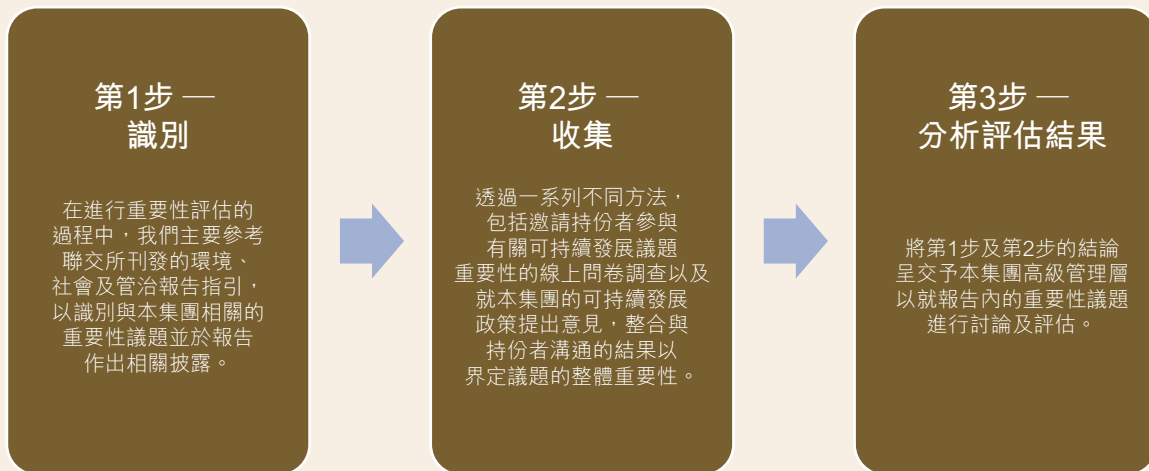 第1步 —
識別
在進行重要性評估的
過程中，我們主要參考
聯交所刊發的環境、
社會及管治報告指引，
以識別與本集團相關的
重要性議題並於報告
作出相關披露。
第2步 —
收集
透過一系列不同方法，
包括邀請持份者參與
有關可持續發展議題
重要性的線上問卷調查以及
就本集團的可持續發展
政策提出意見，整合與
持份者溝通的結果以
界定議題的整體重要性。
第3步 —
分析評估結果
將第1步及第2步的結論
呈交予本集團高級管理層
以就報告內的重要性議題
進行討論及評估。